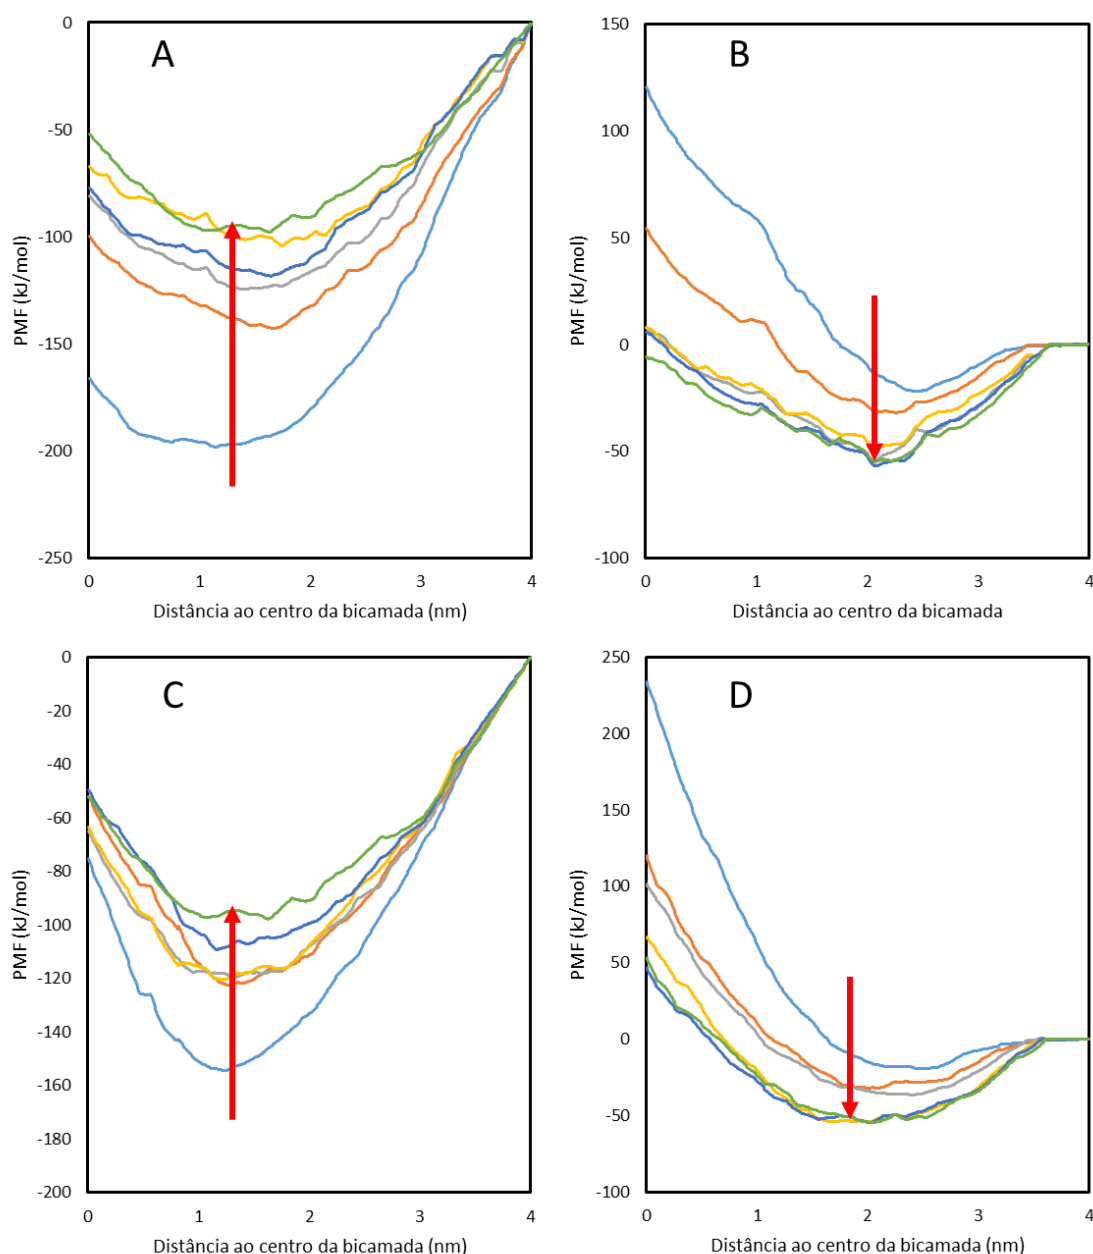 A
0
-50
-100
-150
-200
-250
PMF (kJ/mol)
0 1 2 3 4
Distância ao centro da bicamada (nm)
B
150
100
50
0
-50
-100
PMF (kJ/mol)
0 1 2 3 4
Distância ao centro da bicamada
C
0
-20
-40
-60
-80
-100
-120
-140
-160
-180
-200
PMF (kJ/mol)
0 1 2 3 4
Distância ao centro da bicamada (nm)
D
250
200
150
100
50
0
-50
-100
PMF (kJ/mol)
0 1 2 3 4
Distância ao centro da bicamada (nm)